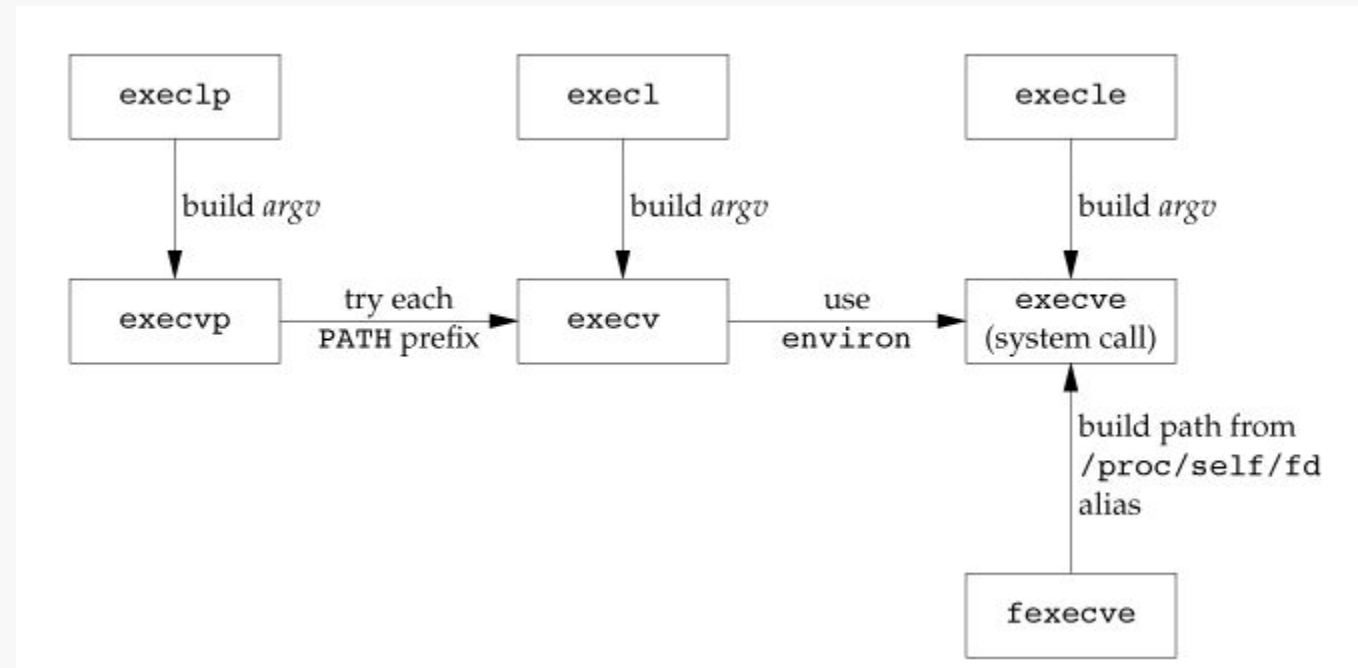 execlp
execl
execle
build argv
build argv
build argv
execvp
try each
PATH prefix
execv
use
environ
execve
(system call)
build path from
/proc/self/fd
alias
fexecve